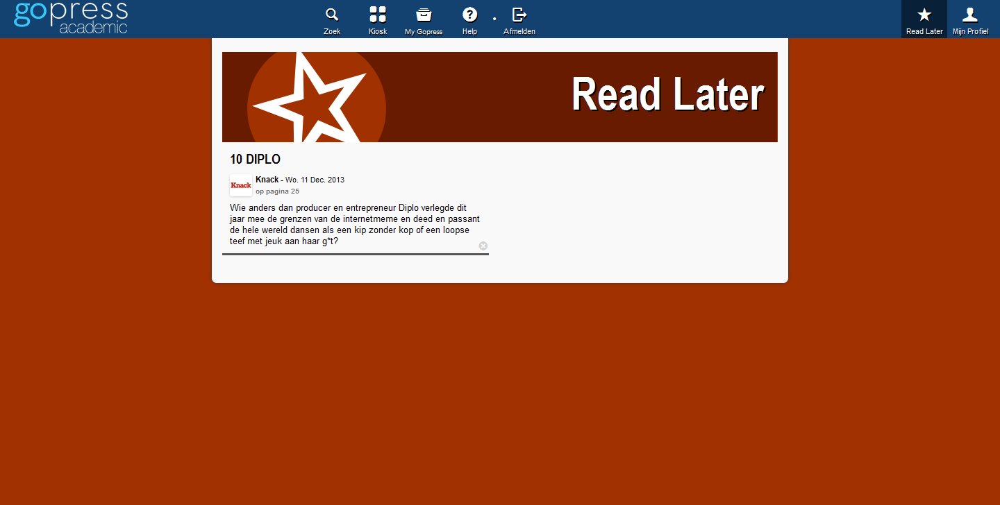 gopress
academic
Zoek
Kiosk
My Gopress
Help
Afmelden
Read Later
Mijn Profiel
Read Later
10 DIPLO
Knack
Knack - Wo. 11 Dec. 2013
op pagina 25
Wie anders dan producer en entrepreneur Diplo verlegde dit
jaar mee de grenzen van de internetmeme en deed en passant
de hele wereld dansen als een kip zonder kop of een loopse
teef met jeuk aan haar g*t?